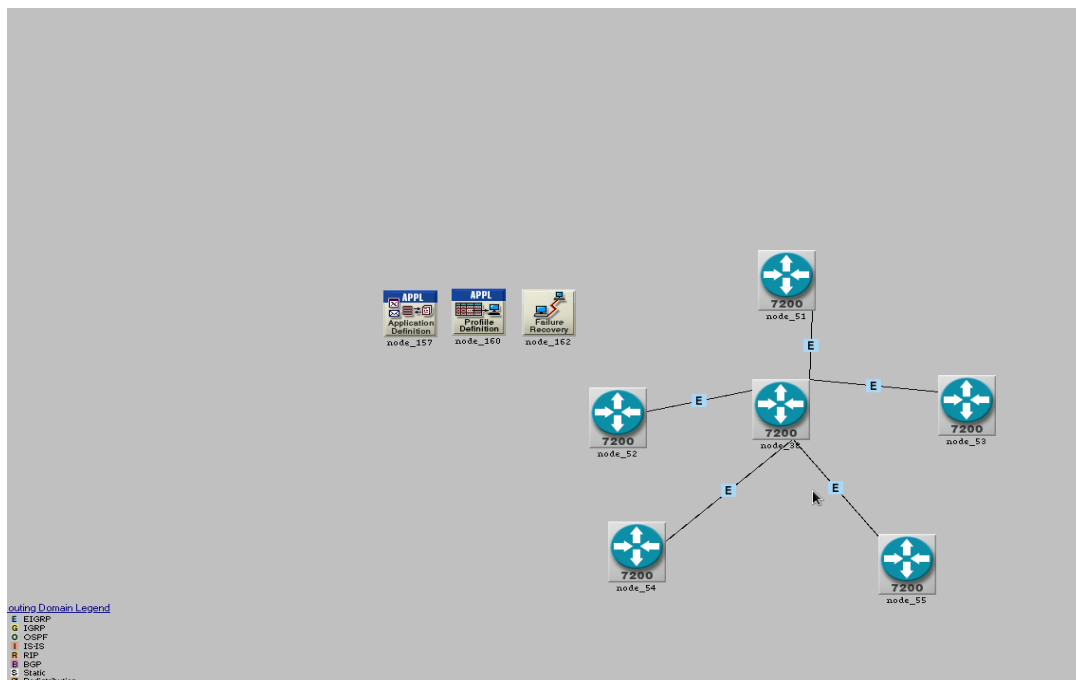 7200
node_51
APPL
Application
Definition
node_157
APPL
Profile
Definition
node_160
Failure
Recovery
node_162
E
E
E
7200
node_52
7200
7200
node_53
E
E
7200
node_54
7200
node_55
outing Domain Legend
E EIGRP
G IGRP
O OSPF
I IS-IS
R RIP
B BGP
S Static